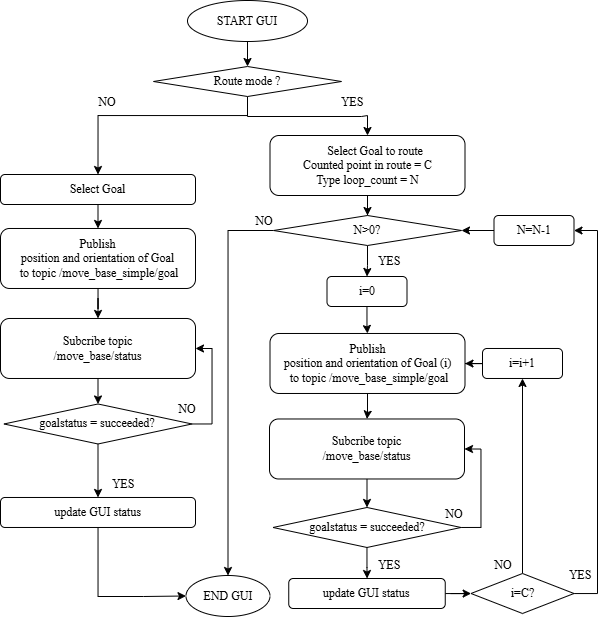 START GUI
Route mode ?
NO
YES
Select Goal
Select Goal to route
Counted point in route = C
Type loop_count = N
NO
N>0?
N=N-1
Publish
position and orientation of Goal
to topic /move_base_simple/goal
YES
i=0
Subcribe topic
/move_base/status
Publish
position and orientation of Goal (i)
to topic /move_base_simple/goal
i=i+1
NO
goalstatus = succeeded?
Subcribe topic
/move_base/status
YES
update GUI status
NO
goalstatus = succeeded?
YES
NO
YES
END GUI
update GUI status
i=C?